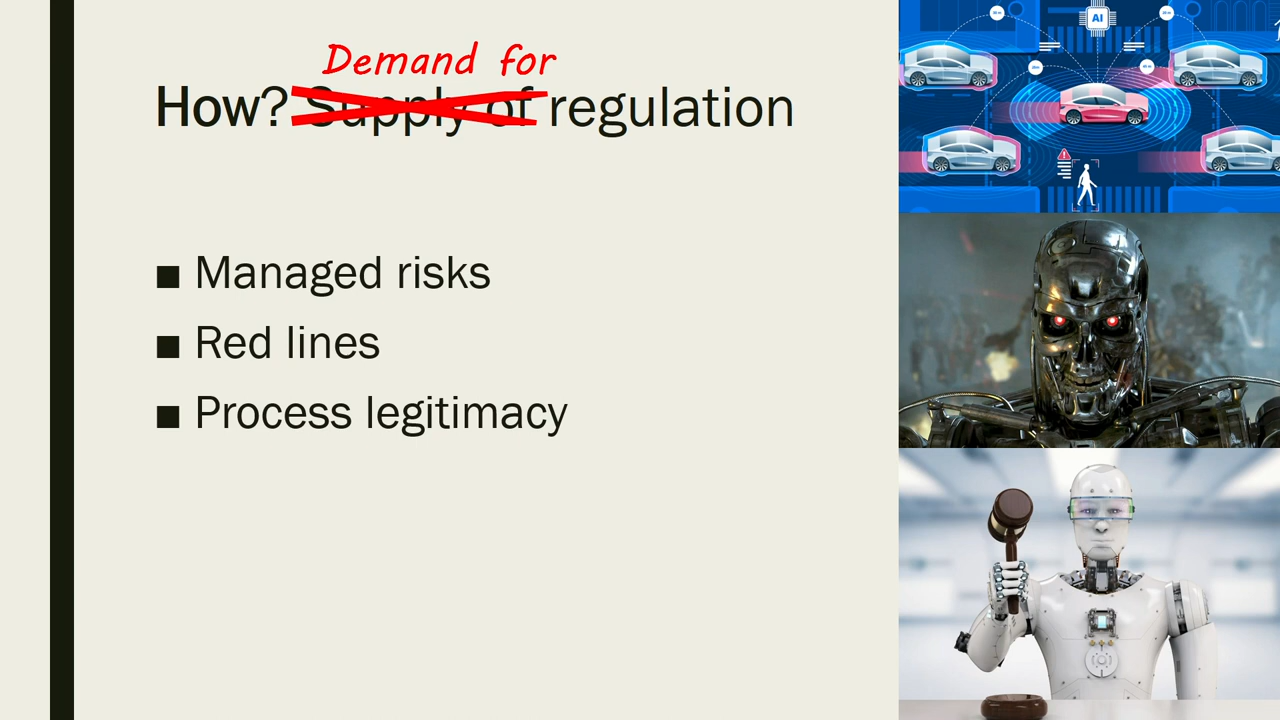 Demand for
How? Supply of regulation
■ Managed risks
■ Red lines
■ Process legitimacy
AI